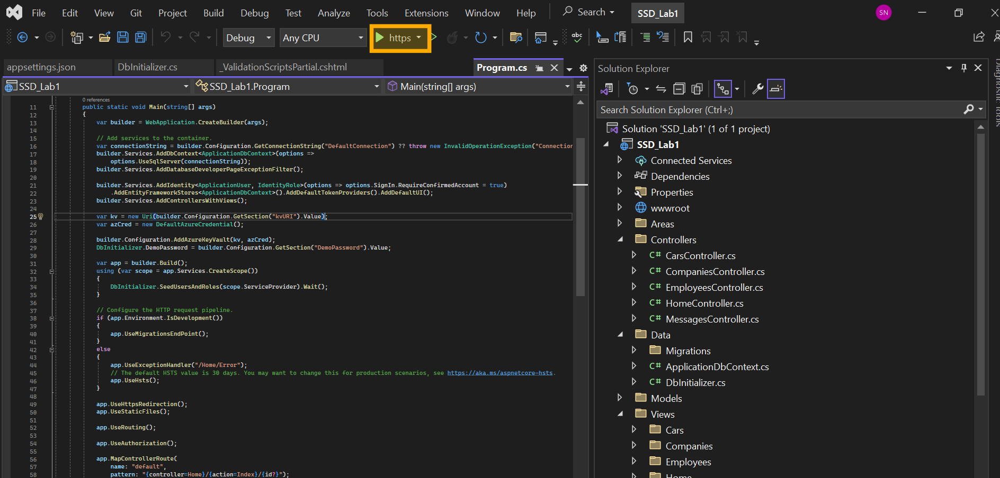 File Edit View Git Project Build Debug Test Analyze Tools Extensions Window Help Search SSD_Lab1 SN
Debug Any CPU https abc
appsettings.json DbInitializer.cs _ValidationScriptsPartial.cshtml Program.cs
SSD_Lab1 SSD_Lab1.Program Main(string[] args)
0 references
11 public static void Main(string[] args)
12 {
13 var builder = WebApplication.CreateBuilder(args);
14
15 // Add services to the container.
16 var connectionString = builder.Configuration.GetConnectionString("DefaultConnection") ?? throw new InvalidOperationException("Connection
17 builder.Services.AddDbContext<ApplicationDbContext>(options =>
18 options.UseSqlServer(connectionString));
19 builder.Services.AddDatabaseDeveloperPageExceptionFilter();
20
21 builder.Services.AddIdentity<ApplicationUser, IdentityRole>(options => options.SignIn.RequireConfirmedAccount = true)
22 .AddEntityFrameworkStores<ApplicationDbContext>().AddDefaultTokenProviders().AddDefaultUI();
23 builder.Services.AddControllersWithViews();
24
25 var kv = new Uri(builder.Configuration.GetSection("kvURI").Value);
26 var azCred = new DefaultAzureCredential();
27
28 builder.Configuration.AddAzureKeyVault(kv, azCred);
29 DbInitializer.DemoPassword = builder.Configuration.GetSection("DemoPassword").Value;
30
31 var app = builder.Build();
32 using (var scope = app.Services.CreateScope())
33 {
34 DbInitializer.SeedUsersAndRoles(scope.ServiceProvider).Wait();
35 }
36
37 // Configure the HTTP request pipeline.
38 if (app.Environment.IsDevelopment())
39 {
40 app.UseMigrationsEndPoint();
41 }
42 else
43 {
44 app.UseExceptionHandler("/Home/Error");
45 // The default HSTS value is 30 days. You may want to change this for production scenarios, see https://aka.ms/aspnetcore-hsts.
46 app.UseHsts();
47 }
48
49 app.UseHttpsRedirection();
50 app.UseStaticFiles();
51
52 app.UseRouting();
53
54 app.UseAuthorization();
55
56 app.MapControllerRoute(
57 name: "default",
58 pattern: "{controller=Home}/{action=Index}/{id?}");
Solution Explorer
Search Solution Explorer (Ctrl+;)
Solution 'SSD_Lab1' (1 of 1 project)
SSD_Lab1
Connected Services
Dependencies
Properties
wwwroot
Areas
Controllers
C# CarsController.cs
C# CompaniesController.cs
C# EmployeesController.cs
C# HomeController.cs
C# MessagesController.cs
Data
Migrations
C# ApplicationDbContext.cs
C# DbInitializer.cs
Models
Views
Cars
Companies
Employees
Home
Diagnostic Tools